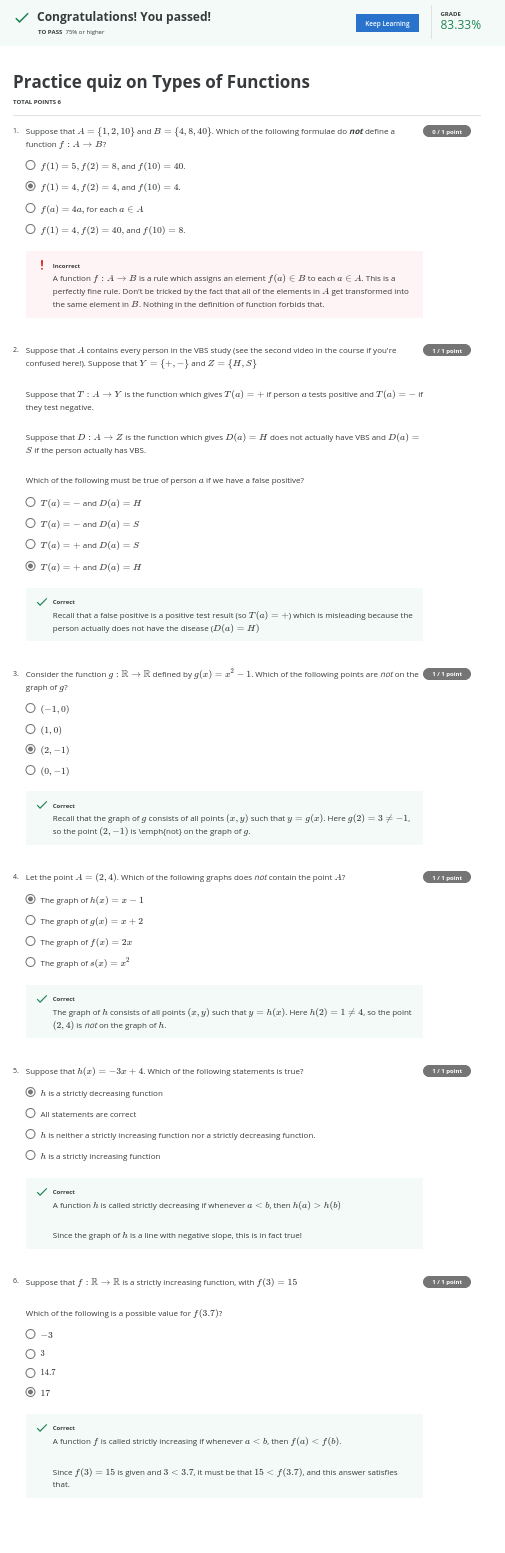 Congratulations! You passed!
TO PASS 75% or higher
Keep Learning
GRADE
83.33%
Practice quiz on Types of Functions
TOTAL POINTS 6
1. Suppose that A = {1, 2, 10} and B = {4, 8, 40}. Which of the following formulae do not define a
function f : A → B?
0 / 1 point
f(1) = 5, f(2) = 8, and f(10) = 40.
f(1) = 4, f(2) = 4, and f(10) = 4.
f(a) = 4a, for each a ∈ A
f(1) = 4, f(2) = 40, and f(10) = 8.
Incorrect
A function f : A → B is a rule which assigns an element f(a) ∈ B to each a ∈ A. This is a
perfectly fine rule. Don't be tricked by the fact that all of the elements in A get transformed into
the same element in B. Nothing in the definition of function forbids that.
2. Suppose that A contains every person in the VBS study (see the second video in the course if you're
confused here!). Suppose that Y = {+, −} and Z = {H, S}
1 / 1 point
Suppose that T : A → Y is the function which gives T(a) = + if person a tests positive and T(a) = − if
they test negative.
Suppose that D : A → Z is the function which gives D(a) = H does not actually have VBS and D(a) =
S if the person actually has VBS.
Which of the following must be true of person a if we have a false positive?
T(a) = − and D(a) = H
T(a) = − and D(a) = S
T(a) = + and D(a) = S
T(a) = + and D(a) = H
Correct
Recall that a false positive is a positive test result (so T(a) = +) which is misleading because the
person actually does not have the disease (D(a) = H)
3. Consider the function g : ℝ → ℝ defined by g(x) = x² − 1. Which of the following points are not on the
graph of g?
1 / 1 point
(−1, 0)
(1, 0)
(2, −1)
(0, −1)
Correct
Recall that the graph of g consists of all points (x, y) such that y = g(x). Here g(2) = 3 ≠ −1,
so the point (2, −1) is \emph{not} on the graph of g.
4. Let the point A = (2, 4). Which of the following graphs does not contain the point A?
1 / 1 point
The graph of h(x) = x − 1
The graph of g(x) = x + 2
The graph of f(x) = 2x
The graph of s(x) = x²
Correct
The graph of h consists of all points (x, y) such that y = h(x). Here h(2) = 1 ≠ 4, so the point
(2, 4) is not on the graph of h.
5. Suppose that h(x) = −3x + 4. Which of the following statements is true?
1 / 1 point
h is a strictly decreasing function
All statements are correct
h is neither a strictly increasing function nor a strictly decreasing function.
h is a strictly increasing function
Correct
A function h is called strictly decreasing if whenever a < b, then h(a) > h(b)
Since the graph of h is a line with negative slope, this is in fact true!
6. Suppose that f : ℝ → ℝ is a strictly increasing function, with f(3) = 15
1 / 1 point
Which of the following is a possible value for f(3.7)?
−3
3
14.7
17
Correct
A function f is called strictly increasing if whenever a < b, then f(a) < f(b).
Since f(3) = 15 is given and 3 < 3.7, it must be that 15 < f(3.7), and this answer satisfies
that.